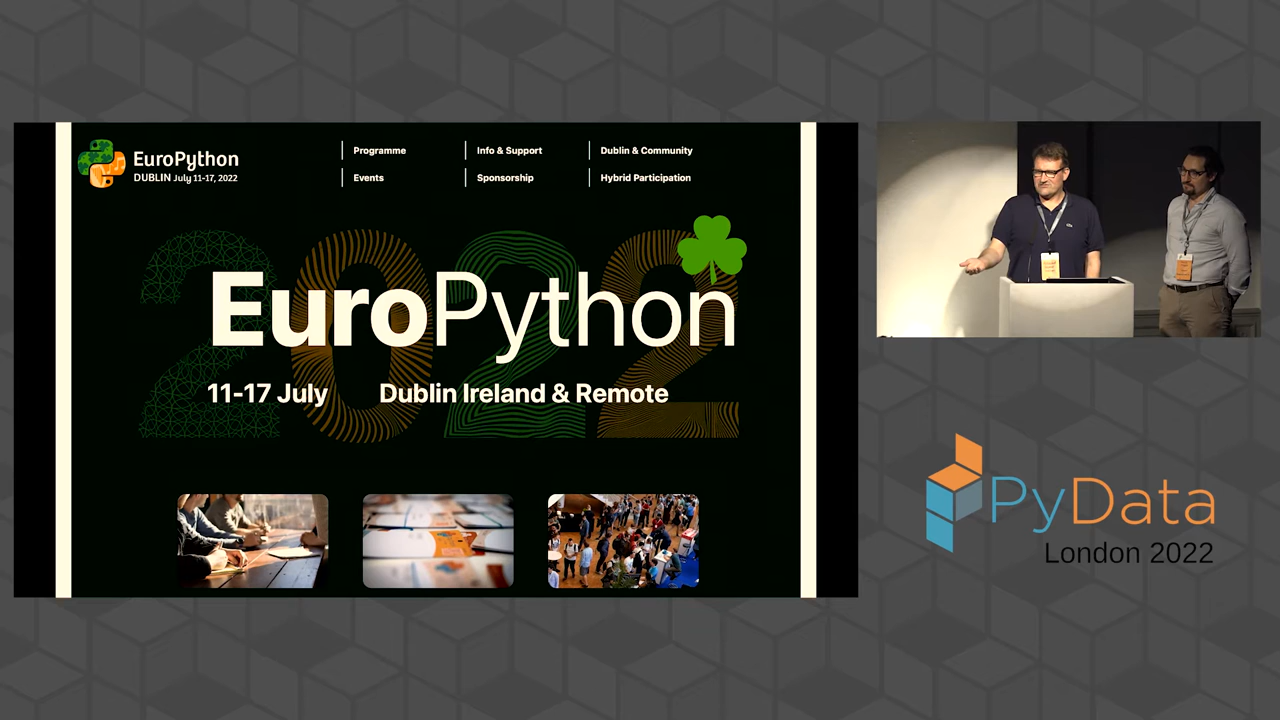 EuroPython
DUBLIN July 11-17, 2022
Programme
Info & Support
Dublin & Community
Events
Sponsorship
Hybrid Participation
2022
EuroPython
11-17 July
Dublin Ireland & Remote
PyData
London 2022